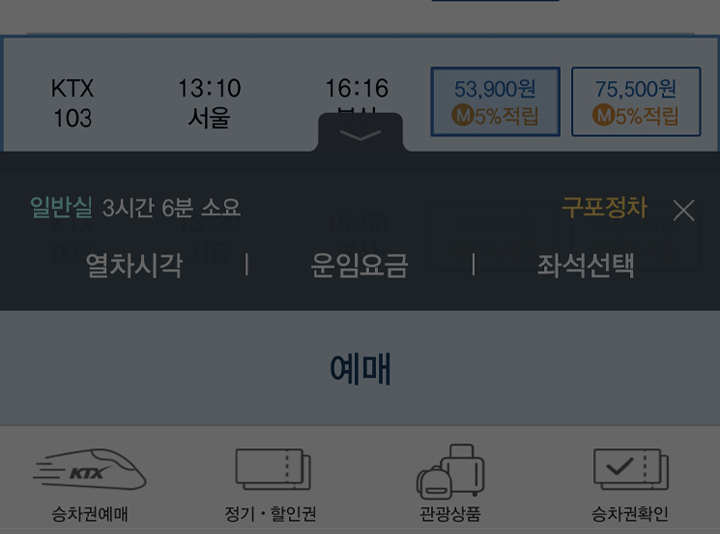 KTX 13:10 16:16 53,900원 75,500원
103 서울 부산 M5%적립 M5%적립
일반실 3시간 6분 소요 구포정차
열차시각 | 운임요금 | 좌석선택
예매
KTX
승차권예매 정기·할인권 관광상품 승차권확인